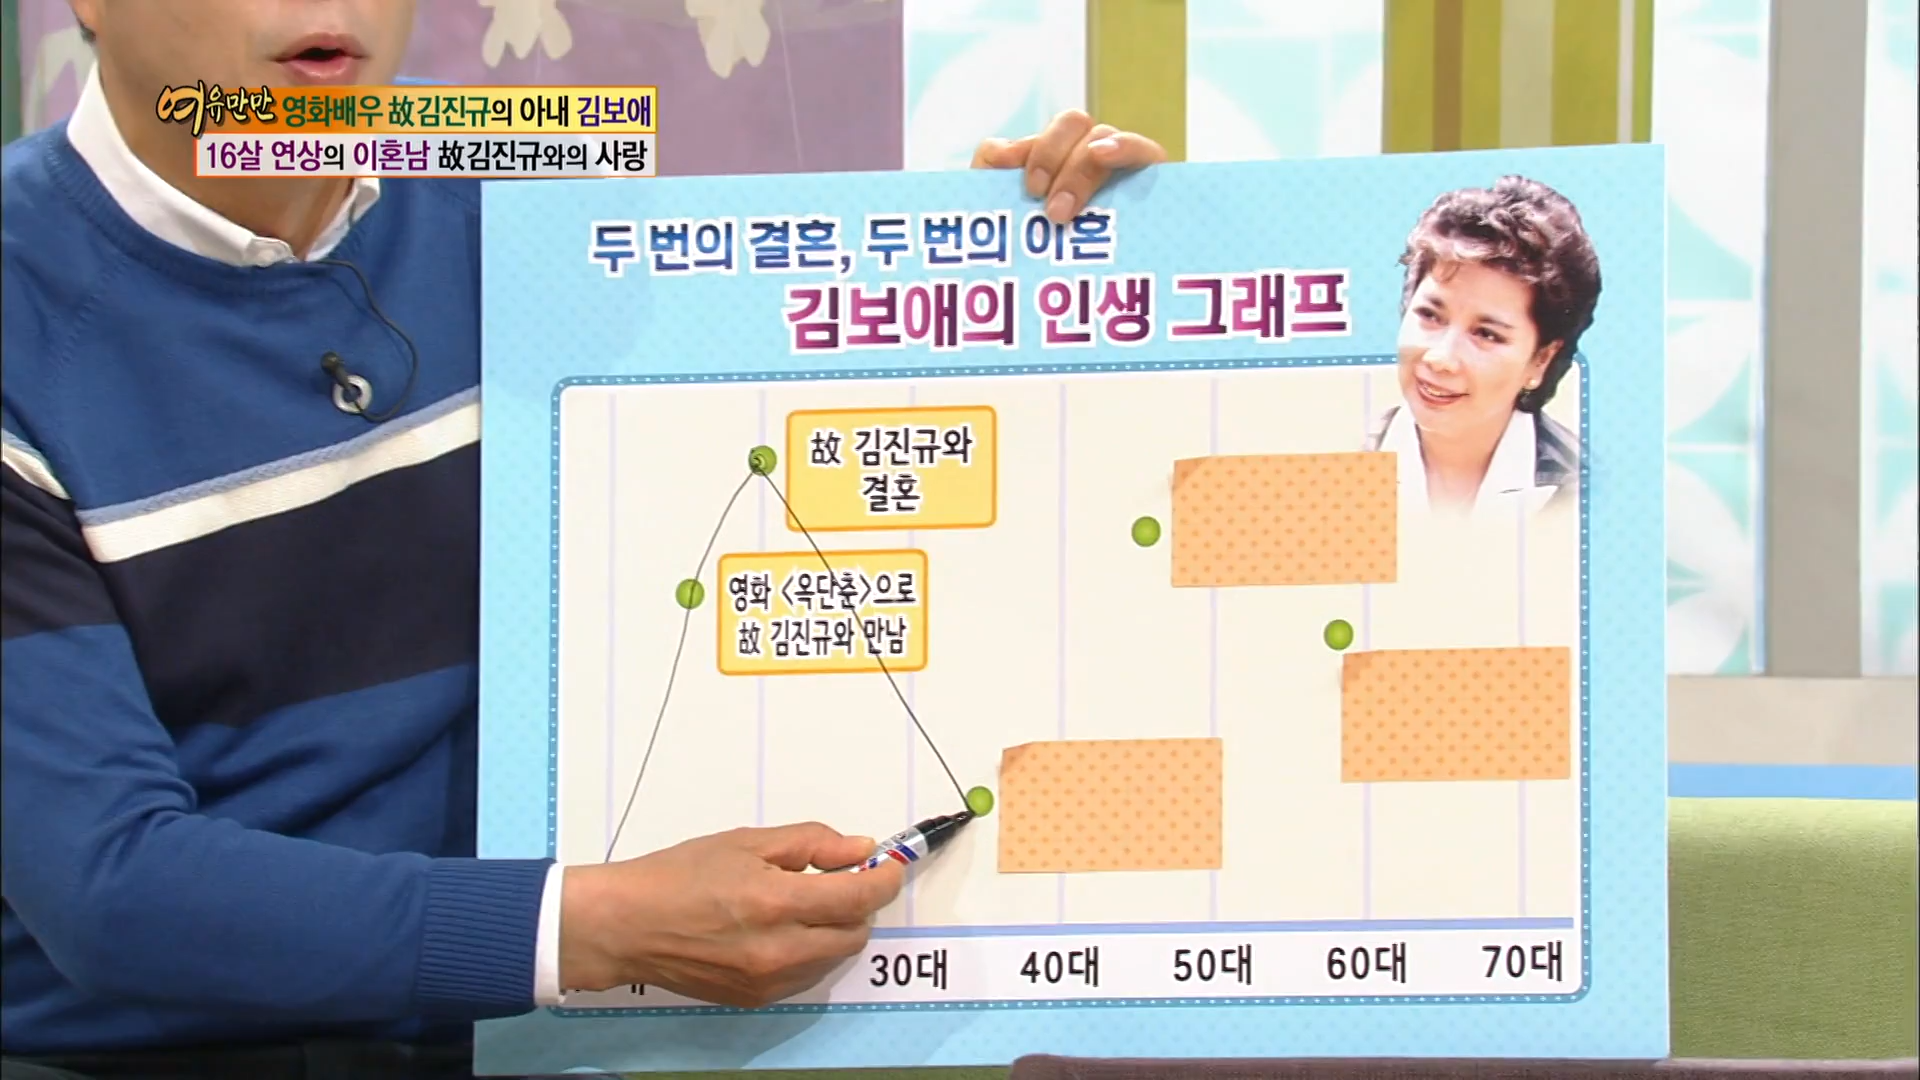 여유만만 영화배우 故김진규의 아내 김보애
16살 연상의 이혼남 故김진규와의 사랑
두 번의 결혼, 두 번의 이혼
김보애의 인생 그래프
故 김진규와
결혼
영화 <옥단춘>으로
故 김진규와 만남
30대 40대 50대 60대 70대